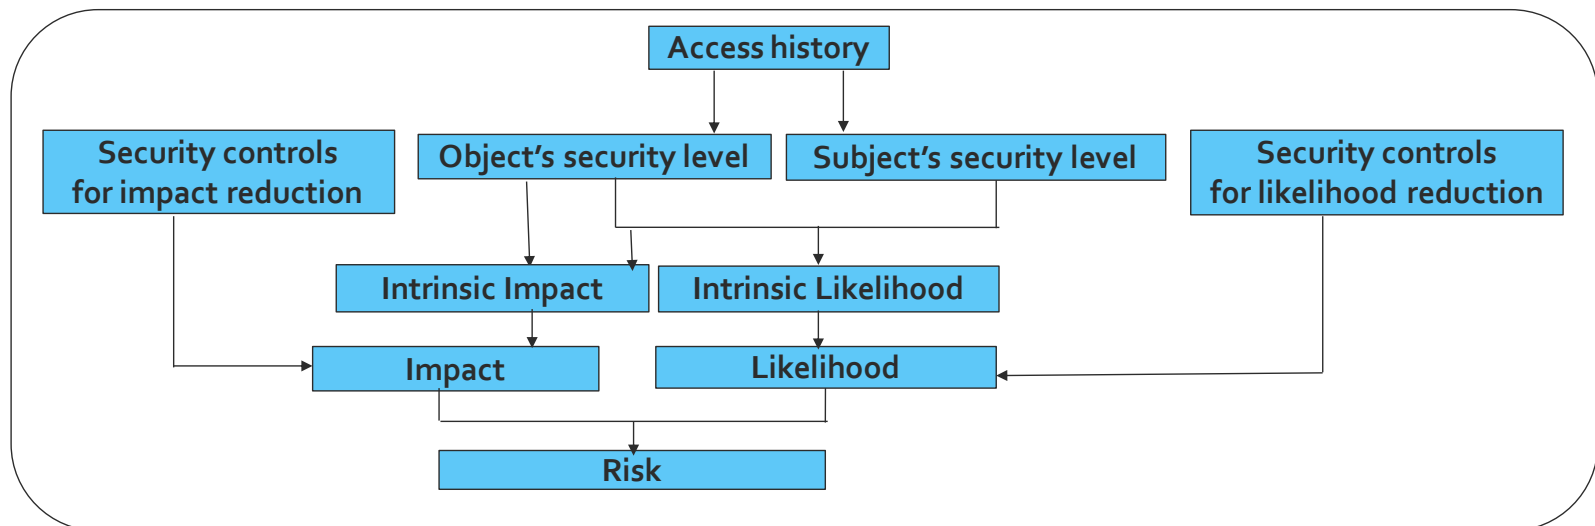 Access history
Security controls
for impact reduction
Object's security level
Subject's security level
Security controls
for likelihood reduction
Intrinsic Impact
Intrinsic Likelihood
Impact
Likelihood
Risk